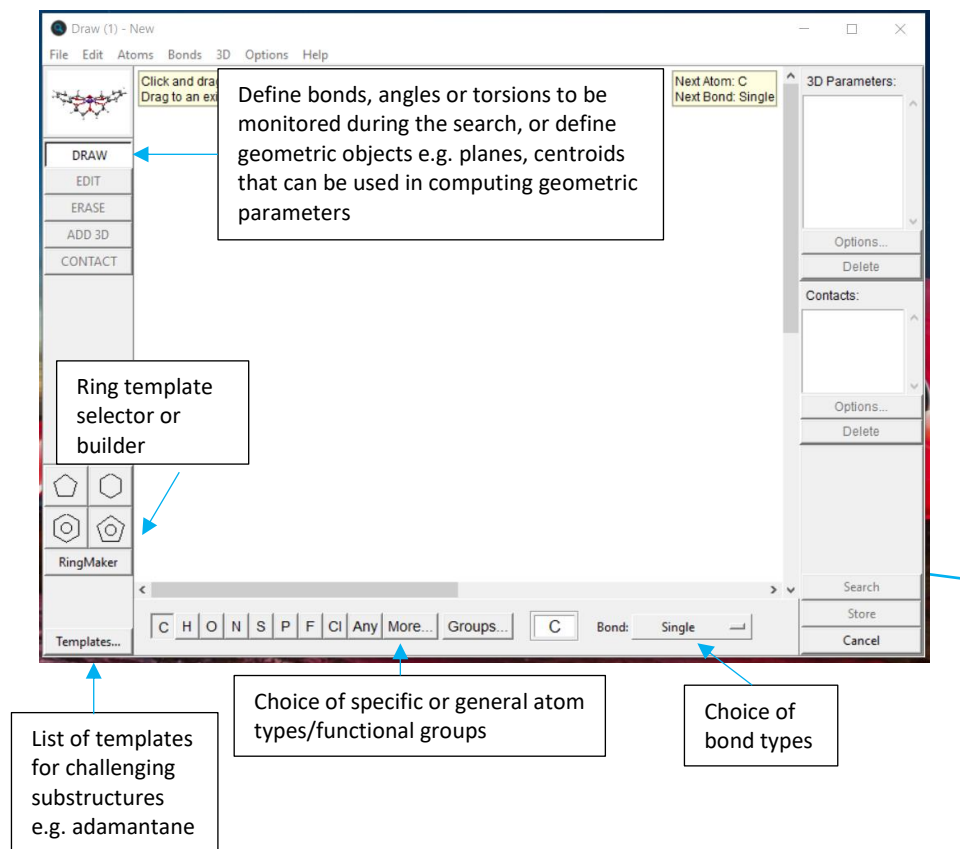 Draw (1) - New
File Edit Atoms Bonds 3D Options Help
Click and dra
Drag to an exi
Next Atom: C
Next Bond: Single
3D Parameters:
Define bonds, angles or torsions to be
monitored during the search, or define
geometric objects e.g. planes, centroids
that can be used in computing geometric
parameters
DRAW
EDIT
ERASE
ADD 3D
CONTACT
Options...
Delete
Contacts:
Options...
Delete
Ring template
selector or
builder
RingMaker
Search
Store
Cancel
C H O N S P F Cl Any More... Groups... C Bond: Single
Templates...
Choice of specific or general atom
types/functional groups
Choice of
bond types
List of templates
for challenging
substructures
e.g. adamantane